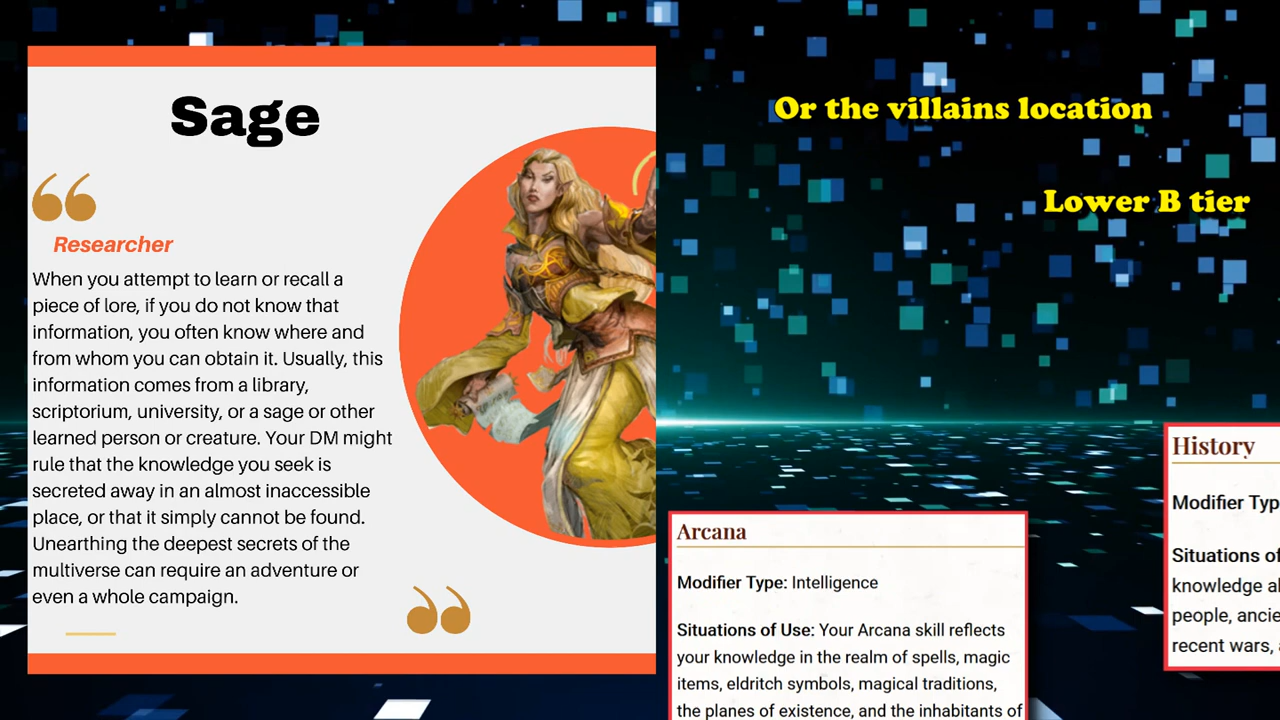 Sage
Researcher
When you attempt to learn or recall a
piece of lore, if you do not know that
information, you often know where and
from whom you can obtain it. Usually, this
information comes from a library,
scriptorium, university, or a sage or other
learned person or creature. Your DM might
rule that the knowledge you seek is
secreted away in an almost inaccessible
place, or that it simply cannot be found.
Unearthing the deepest secrets of the
multiverse can require an adventure or
even a whole campaign.
Or the villains location
Lower B tier
Arcana
Modifier Type: Intelligence
Situations of Use: Your Arcana skill reflects
your knowledge in the realm of spells, magic
items, eldritch symbols, magical traditions,
the planes of existence, and the inhabitants of
History
Modifier Typ
Situations of
knowledge a
people, ancie
recent wars,